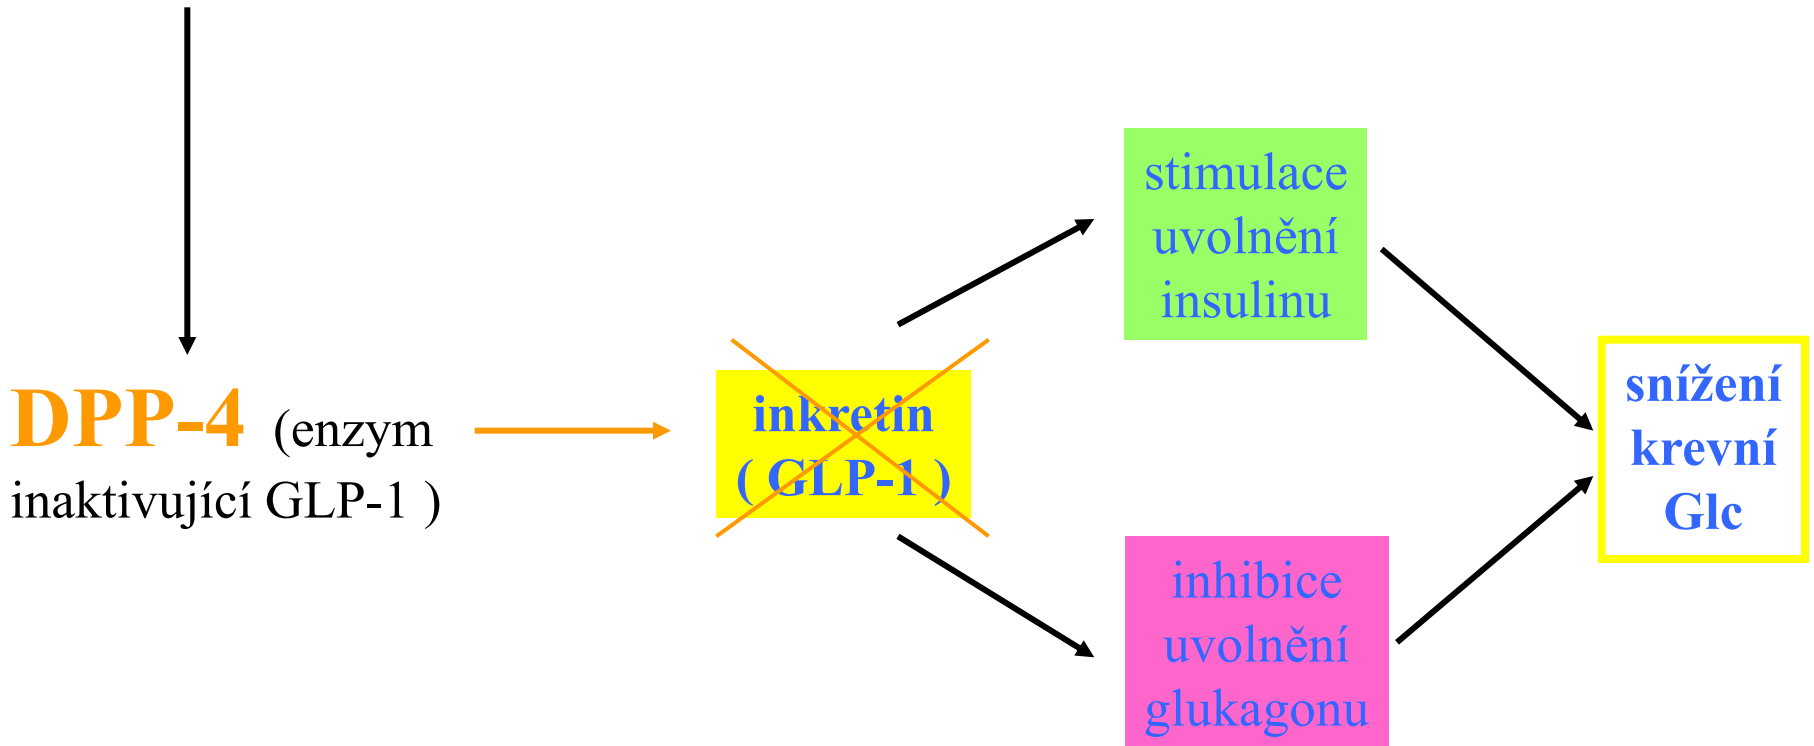 stimulace
uvolnění
insulinu
DPP-4 (enzym
inaktivující GLP-1 )
inkretin
( GLP-1 )
snížení
krevní
Glc
inhibice
uvolnění
glukagonu